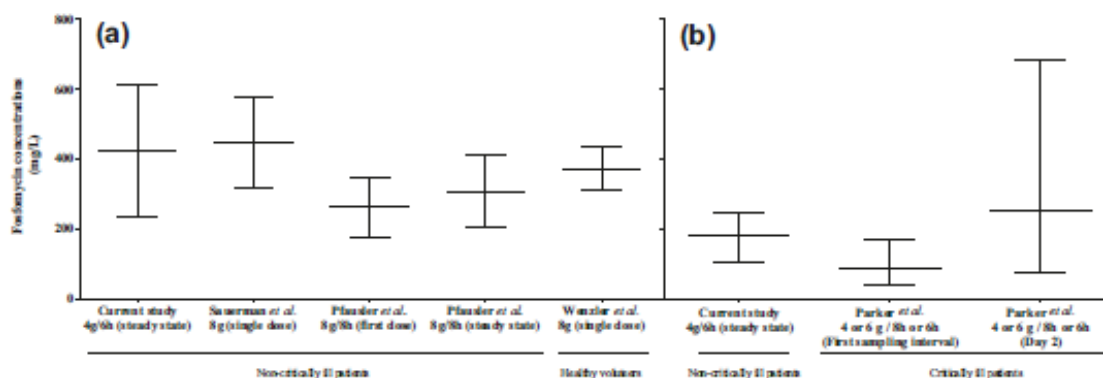 (a)
(b)
Fosfomycin concentrations
(mg/L)
800
600
400
200
0
Current study
4g/6h (steady state)
Sauerman et al.
8g (single dose)
Pfausler et al.
8g/8h (first dose)
Pfausler et al.
8g/8h (steady state)
Wenzler et al.
8g (single dose)
Current study
4g/6h (steady state)
Parker et al.
4 or 6 g / 8h or 6h
(First sampling interval)
Parker et al.
4 or 6 g / 8h or 6h
(Day 2)
Non-critically ill patients
Healthy volunteers
Non-critically ill patients
Critically ill patients